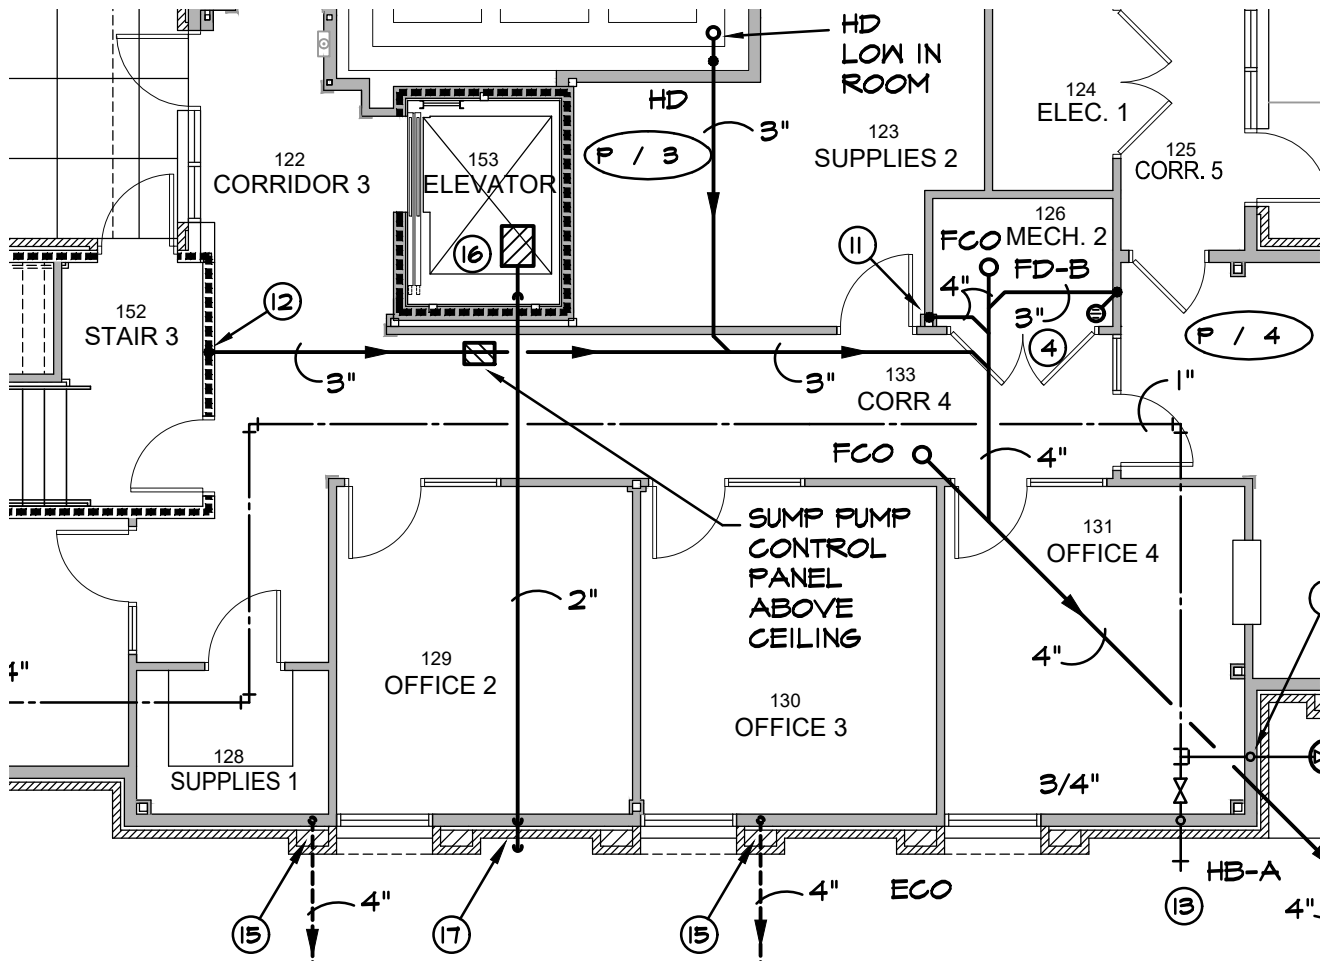 HD
LOW IN
ROOM
HD
3"
P / 3
124
ELEC. 1
123
SUPPLIES 2
125
CORR. 5
122
CORRIDOR 3
153
ELEVATOR
16
126
MECH. 2
FCO
FD-B
11
4"
3"
4
P / 4
152
STAIR 3
12
3"
3"
133
CORR 4
1"
FCO
4"
SUMP PUMP
CONTROL
PANEL
ABOVE
CEILING
131
OFFICE 4
2"
4"
4"
129
OFFICE 2
130
OFFICE 3
128
SUPPLIES 1
3/4"
HB-A
ECO
4"
4"
13
4"
15
17
15